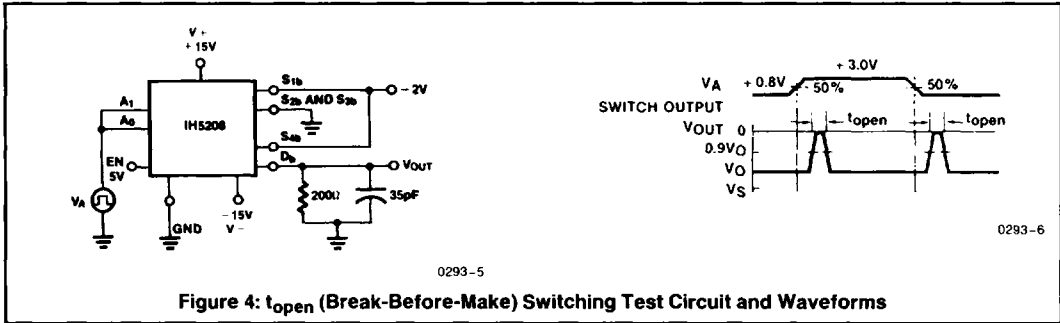 V +
+ 15V
S1b
– 2V
S2b AND S3b
A1
A0
IH5208
S4b
Db
VOUT
EN
5V
200Ω
35pF
VA
– 15V
V –
GND
0293–5
+ 3.0V
VA
+ 0.8V
50%
50%
SWITCH OUTPUT
VOUT
0
topen
topen
0.9VO
VO
VS
0293–6
Figure 4: topen (Break-Before-Make) Switching Test Circuit and Waveforms